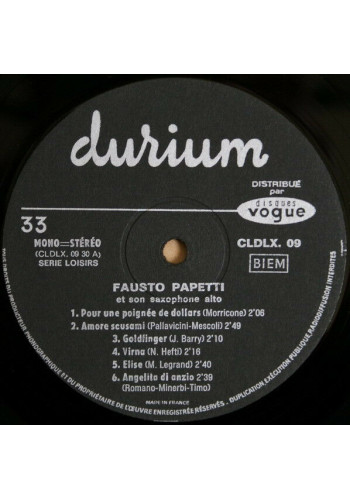 durium
DISTRIBUÉ
par
disques
vogue
33
MONO=STÉRÉO
(CLDLX. 09 30 A)
SERIE LOISIRS
CLDLX. 09
BIEM
FAUSTO PAPETTI
et son saxophone alto
1. Pour une poignée de dollars (Morricone) 2'06
2. Amore scusami (Pallavicini-Mescoli) 2'49
3. Goldfinger (J. Barry) 2'10
4. Virna (N. Hefti) 2'16
5. Elise (M. Legrand) 2'40
6. Angelita di anzio 2'39
(Romano-Minerbi-Timo)
MADE IN FRANCE
DU PRODUCTEUR PHONOGRAPHIQUE ET DU PROPRIÉTAIRE DE L'ŒUVRE ENREGISTRÉE RÉSERVÉS - DUPLICATION, EXÉCUTION PUBLIQUE, RADIODIFFUSION INTERDITES